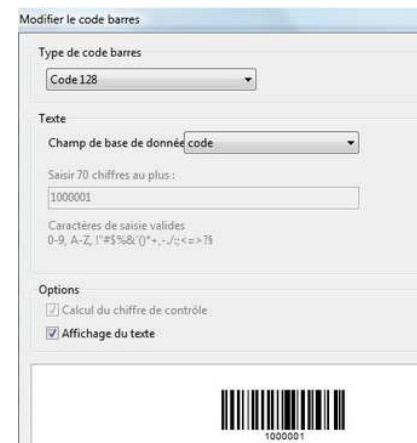 Modifier le code barres
Type de code barres
Code 128
Texte
Champ de base de donnée code
Saisir 70 chiffres au plus :
1000001
Caractères de saisie valides
0-9, A-Z, !"#$%&'()*+,-./:;<=>?§
Options
Calcul du chiffre de contrôle
Affichage du texte
1000001